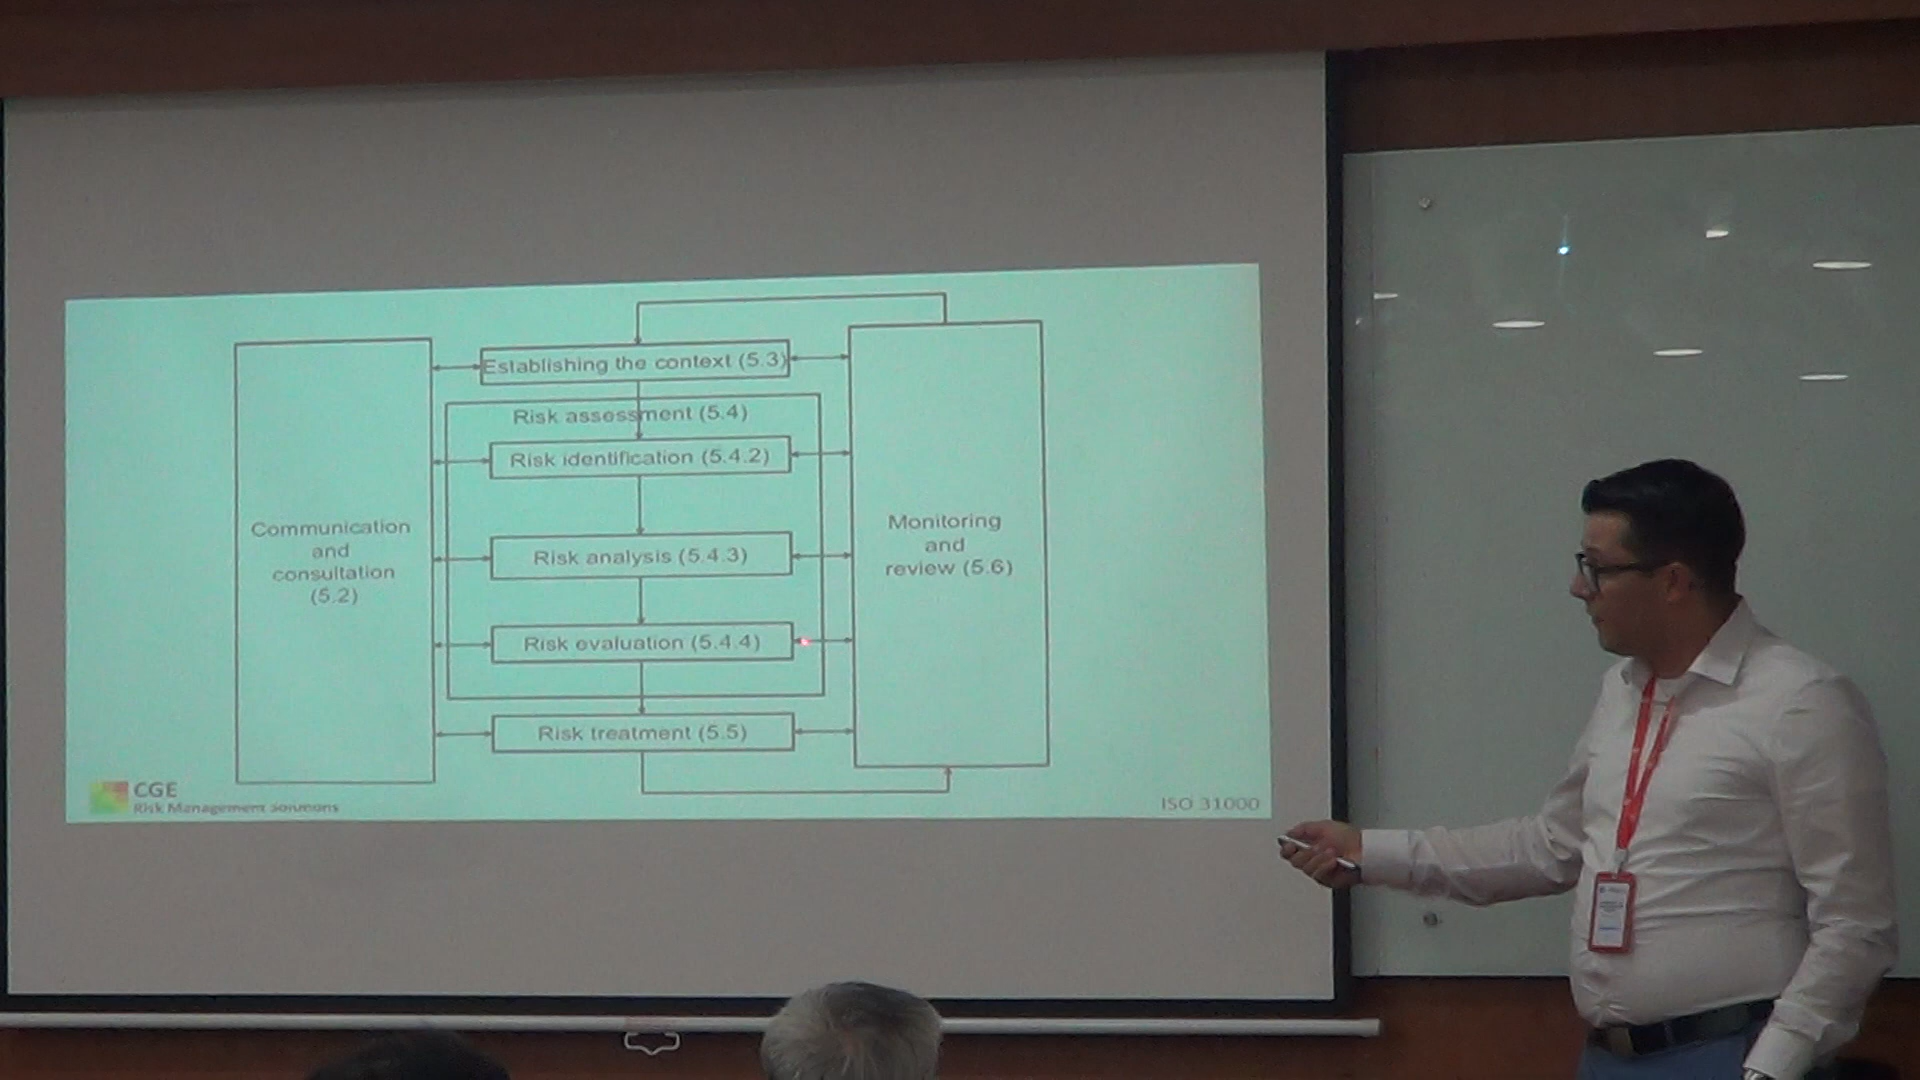 Establishing the context (5.3)
Risk assessment (5.4)
Risk identification (5.4.2)
Communication
and
consultation
(5.2)
Risk analysis (5.4.3)
Monitoring
and
review (5.6)
Risk evaluation (5.4.4)
Risk treatment (5.5)
CGE
Risk Management Solutions
ISO 31000